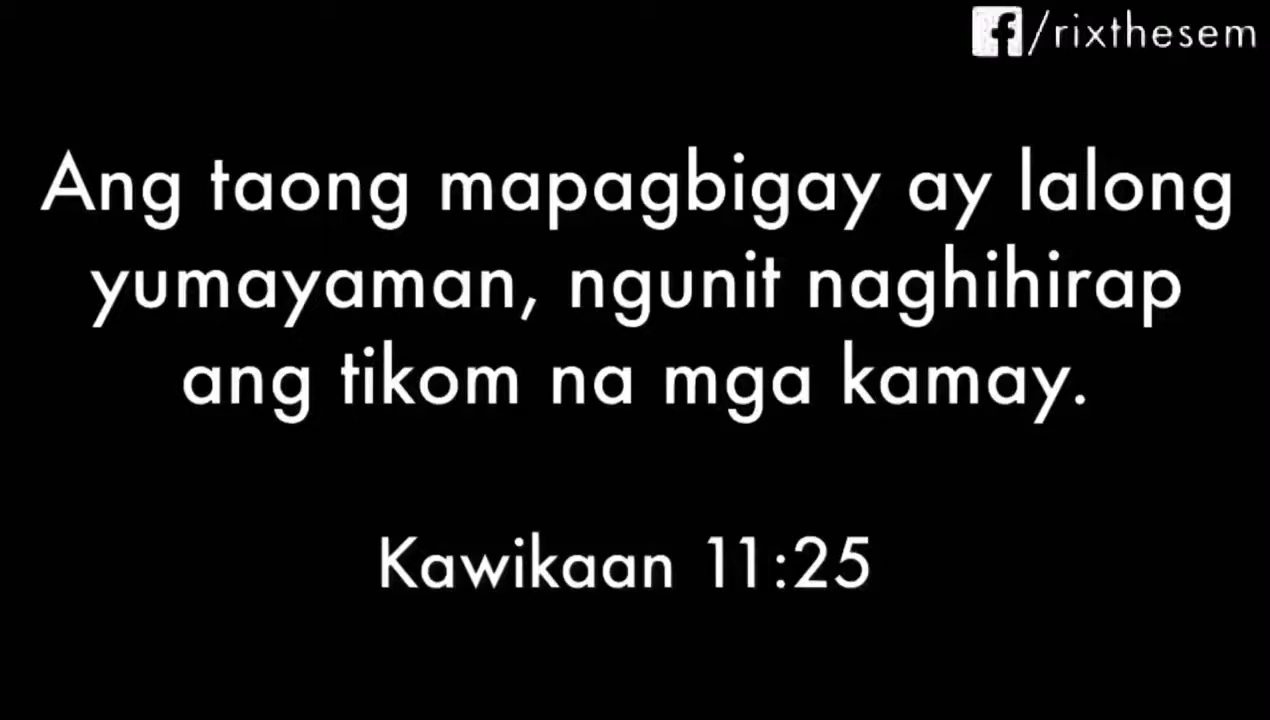 /rixthesem
Ang taong mapagbigay ay lalong
yumayaman, ngunit naghihirap
ang tikom na mga kamay.
Kawikaan 11:25